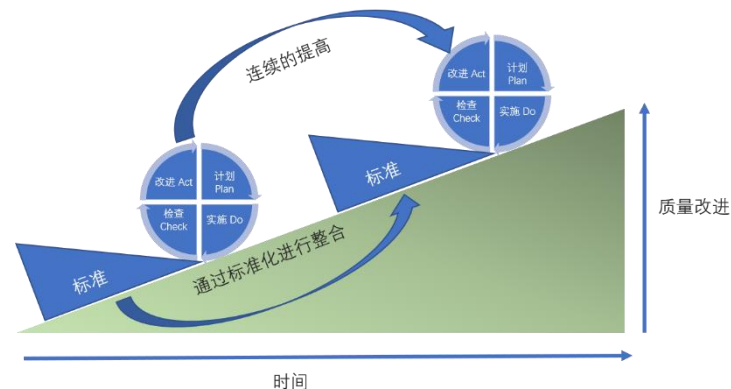 连续的提高
改进 Act
计划
Plan
检查
Check
实施 Do
改进 Act
计划
Plan
检查
Check
实施 Do
标准
标准
通过标准化进行整合
质量改进
时间